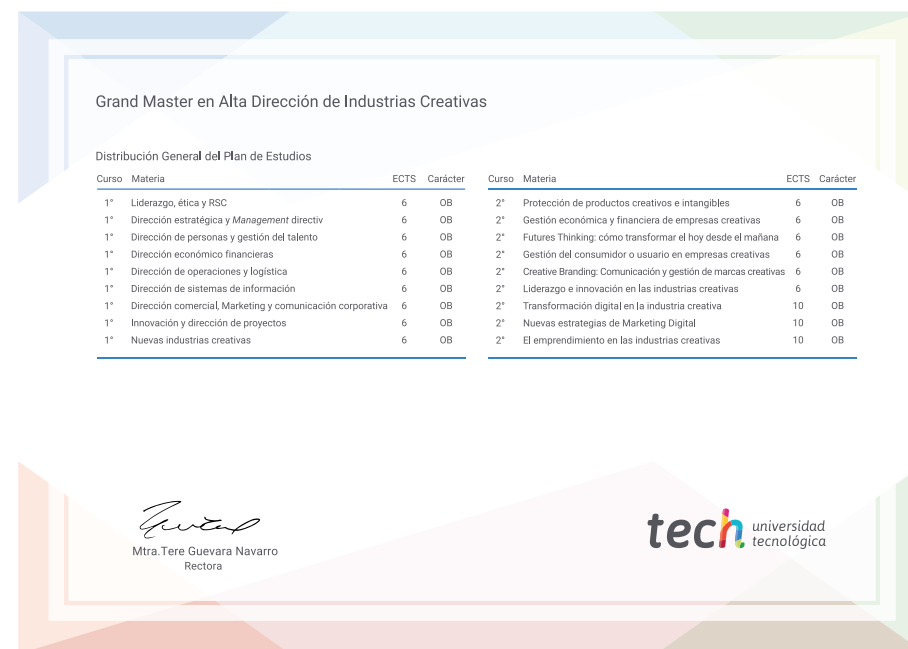 Grand Master en Alta Dirección de Industrias Creativas
Distribución General del Plan de Estudios
Curso Materia ECTS Carácter
1° Liderazgo, ética y RSC 6 OB
1° Dirección estratégica y Management directiv 6 OB
1° Dirección de personas y gestión del talento 6 OB
1° Dirección económico financieras 6 OB
1° Dirección de operaciones y logística 6 OB
1° Dirección de sistemas de información 6 OB
1° Dirección comercial, Marketing y comunicación corporativa 6 OB
1° Innovación y dirección de proyectos 6 OB
1° Nuevas industrias creativas 6 OB
Curso Materia ECTS Carácter
2° Protección de productos creativos e intangibles 6 OB
2° Gestión económica y financiera de empresas creativas 6 OB
2° Futures Thinking: cómo transformar el hoy desde el mañana 6 OB
2° Gestión del consumidor o usuario en empresas creativas 6 OB
2° Creative Branding: Comunicación y gestión de marcas creativas 6 OB
2° Liderazgo e innovación en las industrias creativas 6 OB
2° Transformación digital en la industria creativa 10 OB
2° Nuevas estrategias de Marketing Digital 10 OB
2° El emprendimiento en las industrias creativas 10 OB
Mtra.Tere Guevara Navarro
Rectora
tech universidad
tecnológica